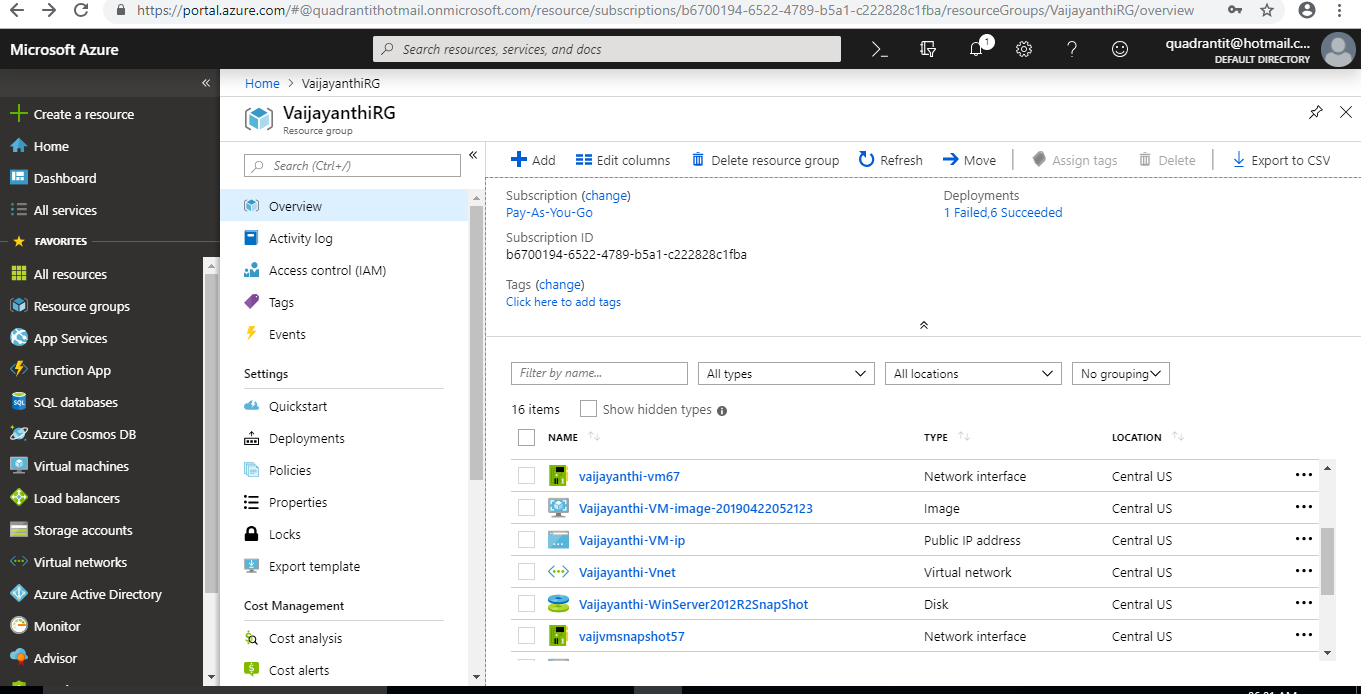 https://portal.azure.com/#@quadrantithotmail.onmicrosoft.com/resource/subscriptions/b6700194-6522-4789-b5a1-c222828c1fba/resourceGroups/VaijayanthiRG/overview
Microsoft Azure
Search resources, services, and docs
1
quadrantit@hotmail.c...
DEFAULT DIRECTORY
«
Create a resource
Home
Dashboard
All services
FAVORITES
All resources
Resource groups
App Services
Function App
SQL databases
Azure Cosmos DB
Virtual machines
Load balancers
Storage accounts
Virtual networks
Azure Active Directory
Monitor
Advisor
Home > VaijayanthiRG
VaijayanthiRG
Resource group
Search (Ctrl+/)
«
Overview
Activity log
Access control (IAM)
Tags
Events
Settings
Quickstart
Deployments
Policies
Properties
Locks
Export template
Cost Management
Cost analysis
Cost alerts
Add Edit columns Delete resource group Refresh Move Assign tags Delete Export to CSV
Subscription (change)
Pay-As-You-Go
Subscription ID
b6700194-6522-4789-b5a1-c222828c1fba
Tags (change)
Click here to add tags
Deployments
1 Failed,6 Succeeded
Filter by name... All types All locations No grouping
16 items Show hidden types
NAME TYPE LOCATION
vaijayanthi-vm67 Network interface Central US
Vaijayanthi-VM-image-20190422052123 Image Central US
Vaijayanthi-VM-ip Public IP address Central US
Vaijayanthi-Vnet Virtual network Central US
Vaijayanthi-WinServer2012R2SnapShot Disk Central US
vaijvmsnapshot57 Network interface Central US